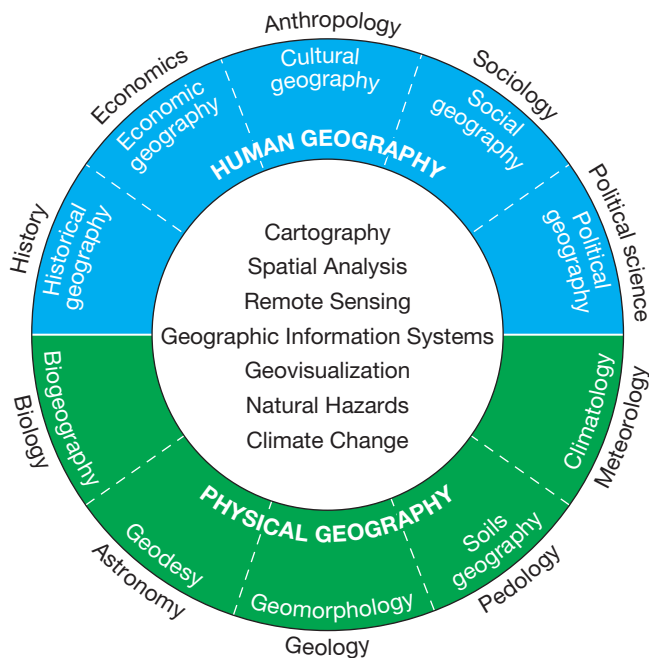 Anthropology
Economics
Sociology
Cultural
geography
Economic
geography
Social
geography
HUMAN GEOGRAPHY
History
Historical
geography
Political
geography
Political science
Cartography
Spatial Analysis
Remote Sensing
Geographic Information Systems
Geovisualization
Natural Hazards
Climate Change
Biogeography
Biology
Climatology
Meteorology
PHYSICAL GEOGRAPHY
Geodesy
Astronomy
Geomorphology
Geology
Soils
geography
Pedology